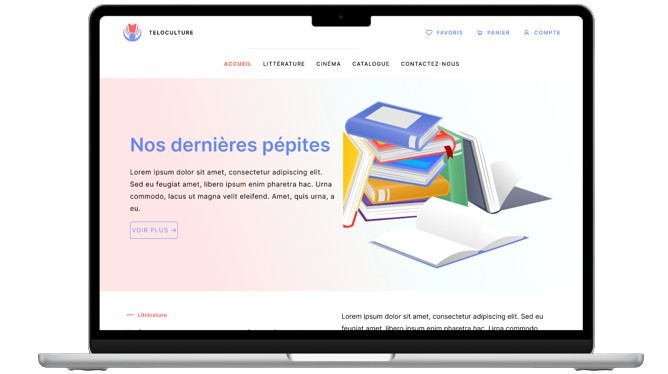 TELOCULTURE
FAVORIS PANIER COMPTE
ACCUEIL LITTÉRATURE CINÉMA CATALOGUE CONTACTEZ-NOUS
Nos dernières pépites
Lorem ipsum dolor sit amet, consectetur adipiscing elit.
Sed eu feugiat amet, libero ipsum enim pharetra hac. Urna
commodo, lacus ut magna velit eleifend. Amet, quis urna, a
eu.
VOIR PLUS →
Littérature
Lorem ipsum dolor sit amet, consectetur adipiscing elit. Sed eu
feugiat amet, libero ipsum enim pharetra hac. Urna commodo,